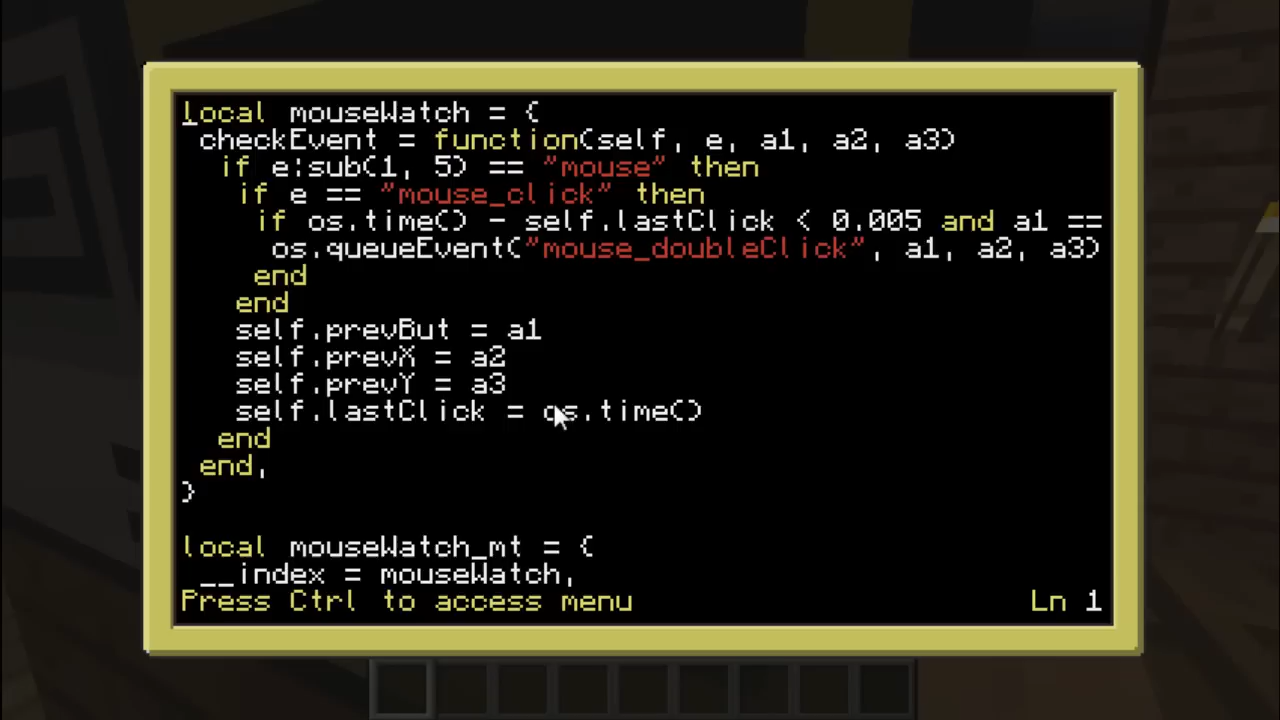 local mouseWatch = {
checkEvent = function(self, e, a1, a2, a3)
if e:sub(1, 5) == "mouse" then
if e == "mouse_click" then
if os.time() - self.lastClick < 0.005 and a1 ==
os.queueEvent("mouse_doubleClick", a1, a2, a3)
end
end
self.prevBut = a1
self.prevX = a2
self.prevY = a3
self.lastClick = os.time()
end
end,
}
local mouseWatch_mt = {
__index = mouseWatch,
Press Ctrl to access menu Ln 1